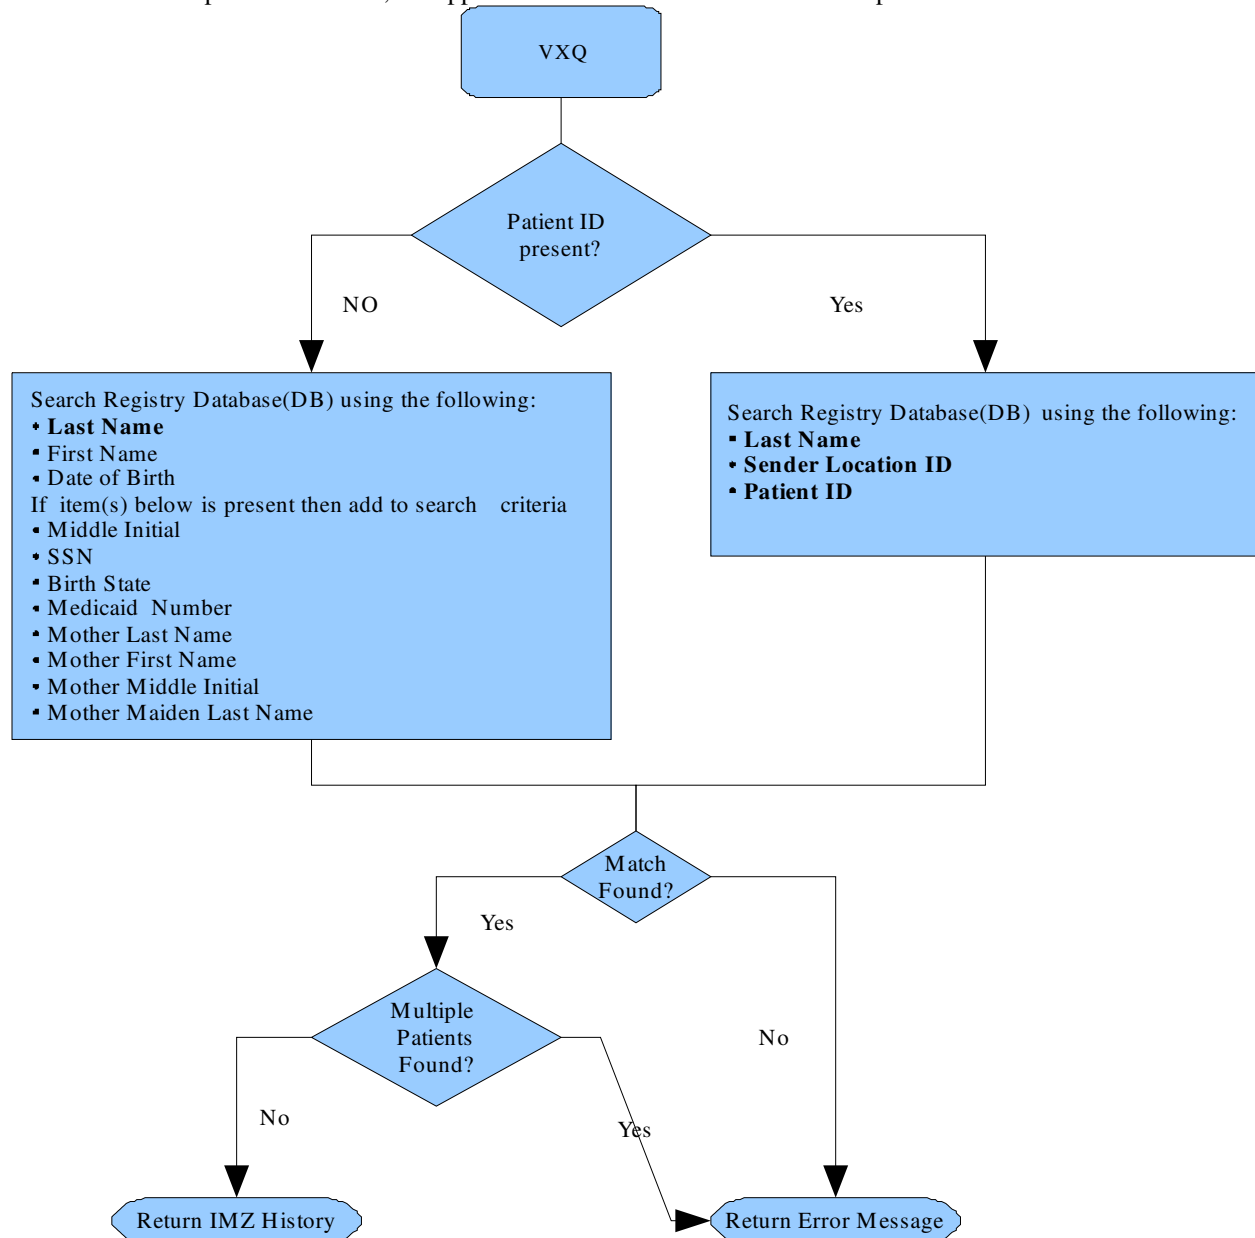 VXQ
Patient ID
present?
NO
Yes
Search Registry Database(DB) using the following:
• Last Name
• First Name
• Date of Birth
If item(s) below is present then add to search criteria
• Middle Initial
• SSN
• Birth State
• Medicaid Number
• Mother Last Name
• Mother First Name
• Mother Middle Initial
• Mother Maiden Last Name
Search Registry Database(DB) using the following:
• Last Name
• Sender Location ID
• Patient ID
Match
Found?
Yes
No
Multiple
Patients
Found?
No
Yes
Return IMZ History
Return Error Message